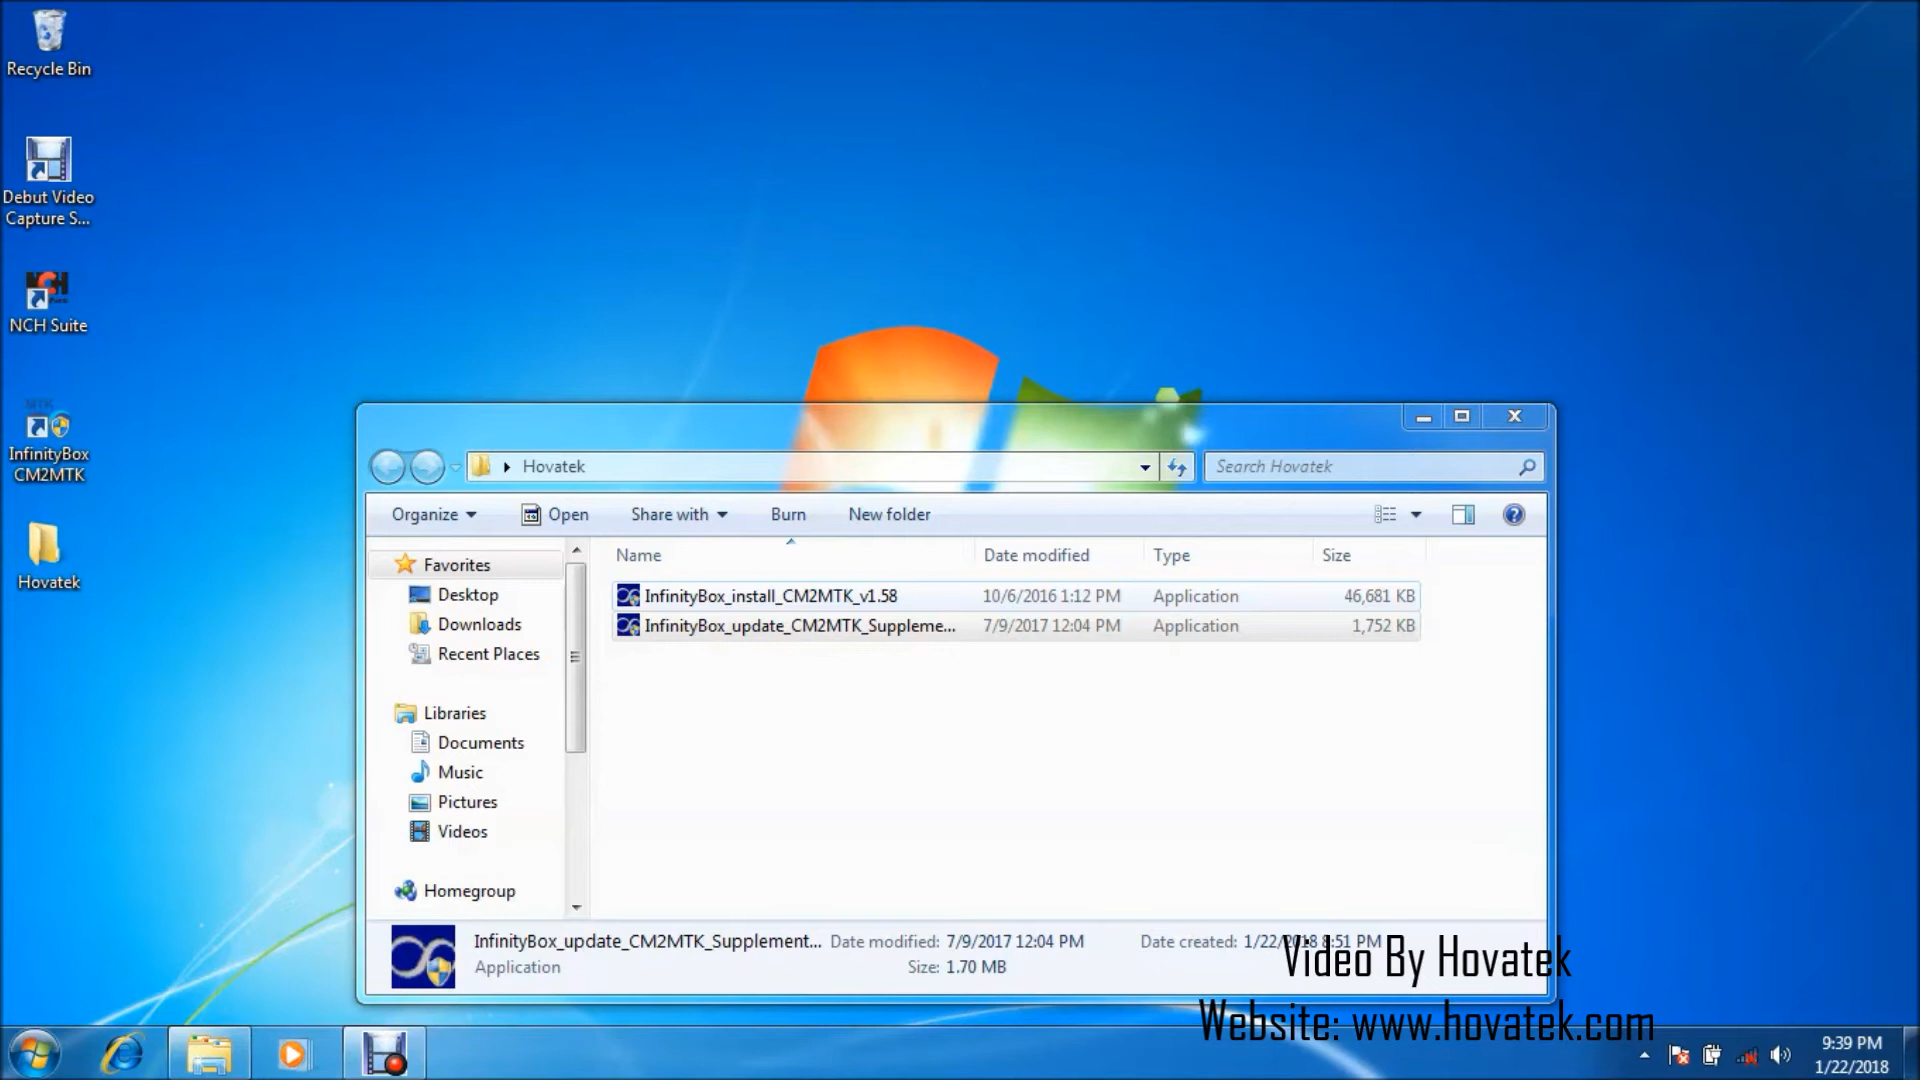 Recycle Bin
Debut Video
Capture S...
NCH Suite
InfinityBox
CM2MTK
Hovatek
Hovatek
Search Hovatek
Organize
Open
Share with
Burn
New folder
Name
Date modified
Type
Size
Favorites
Desktop
Downloads
Recent Places
Libraries
Documents
Music
Pictures
Videos
Homegroup
InfinityBox_install_CM2MTK_v1.58 10/6/2016 1:12 PM Application 46,681 KB
InfinityBox_update_CM2MTK_Suppleme... 7/9/2017 12:04 PM Application 1,752 KB
InfinityBox_update_CM2MTK_Supplement... Date modified: 7/9/2017 12:04 PM Date created: 1/22/2018 8:51 PM
Application Size: 1.70 MB
Video By Hovatek
Website: www.hovatek.com
9:39 PM
1/22/2018